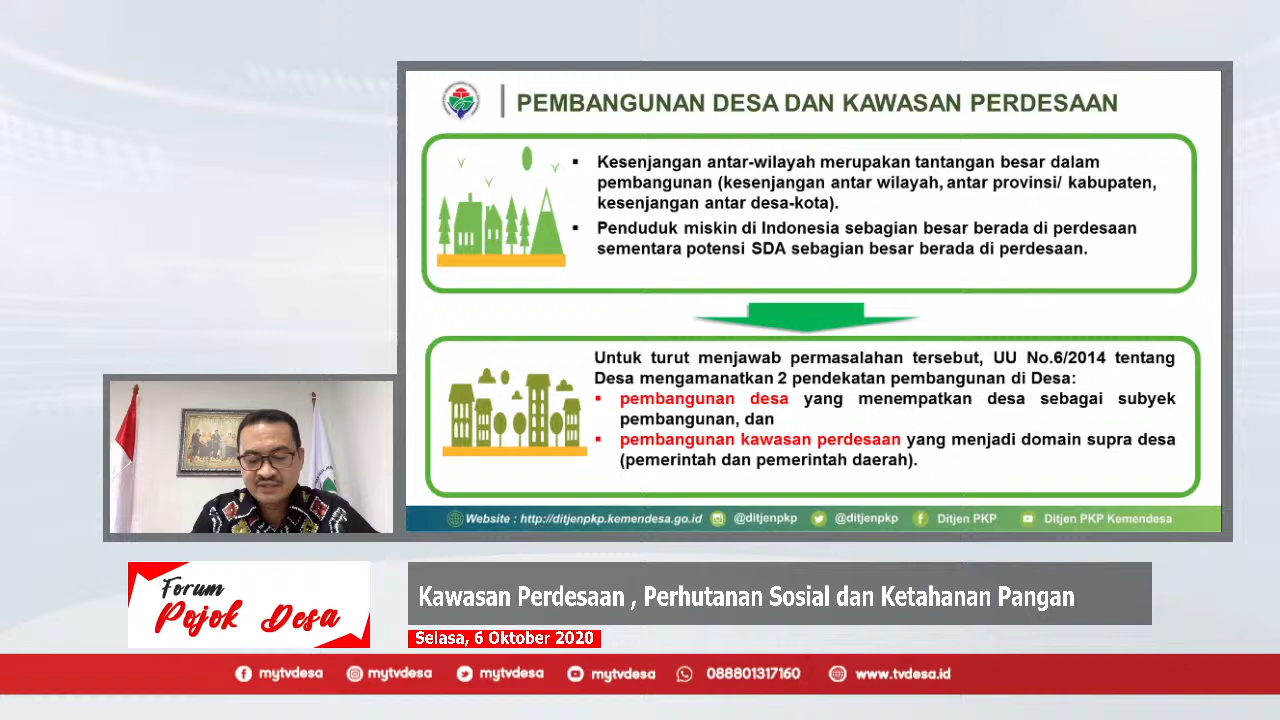 PEMBANGUNAN DESA DAN KAWASAN PERDESAAN
▪ Kesenjangan antar-wilayah merupakan tantangan besar dalam
pembangunan (kesenjangan antar wilayah, antar provinsi/ kabupaten,
kesenjangan antar desa-kota).
▪ Penduduk miskin di Indonesia sebagian besar berada di perdesaan
sementara potensi SDA sebagian besar berada di perdesaan.
Untuk turut menjawab permasalahan tersebut, UU No.6/2014 tentang
Desa mengamanatkan 2 pendekatan pembangunan di Desa:
▪ pembangunan desa yang menempatkan desa sebagai subyek
pembangunan, dan
▪ pembangunan kawasan perdesaan yang menjadi domain supra desa
(pemerintah dan pemerintah daerah).
Website : http://ditjenpkp.kemendesa.go.id @ditjenpkp @ditjenpkp Ditjen PKP Ditjen PKP Kemendesa
Forum
Pojok Desa
Kawasan Perdesaan , Perhutanan Sosial dan Ketahanan Pangan
Selasa, 6 Oktober 2020
mytvdesa mytvdesa mytvdesa mytvdesa 088801317160 www.tvdesa.id